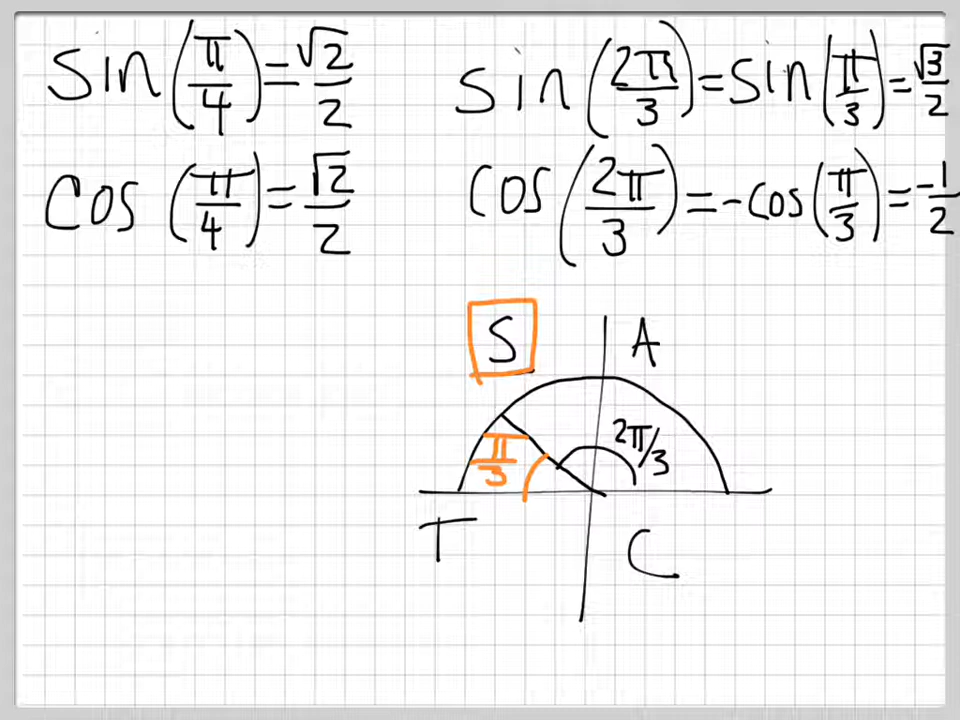 sin(π/4)=√2/2
sin(2π/3)=sin(π/3)=√3/2
cos(π/4)=√2/2
cos(2π/3)=-cos(π/3)=-1/2
S A
2π/3
π/3
T C